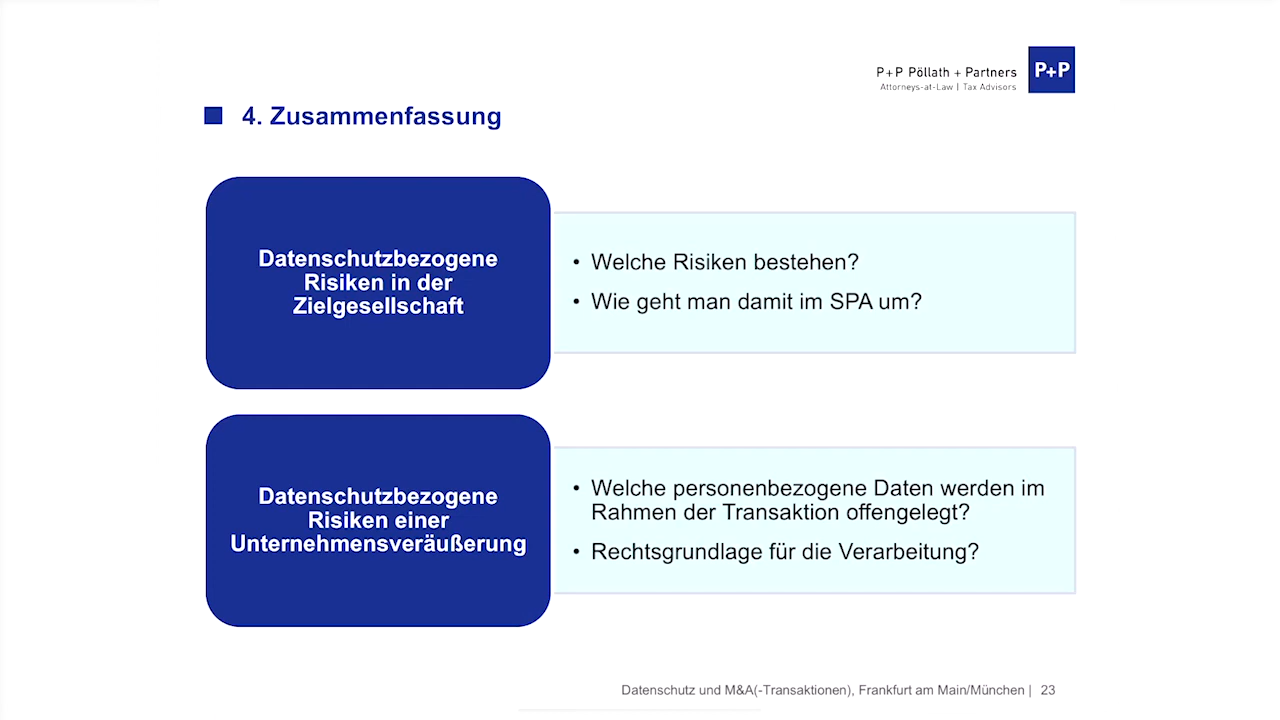 P+P Pöllath + Partners
Attorneys-at-Law | Tax Advisors
P+P
4. Zusammenfassung
Datenschutzbezogene
Risiken in der
Zielgesellschaft
• Welche Risiken bestehen?
• Wie geht man damit im SPA um?
Datenschutzbezogene
Risiken einer
Unternehmensveräußerung
• Welche personenbezogene Daten werden im
Rahmen der Transaktion offengelegt?
• Rechtsgrundlage für die Verarbeitung?
Datenschutz und M&A(-Transaktionen), Frankfurt am Main/München | 23